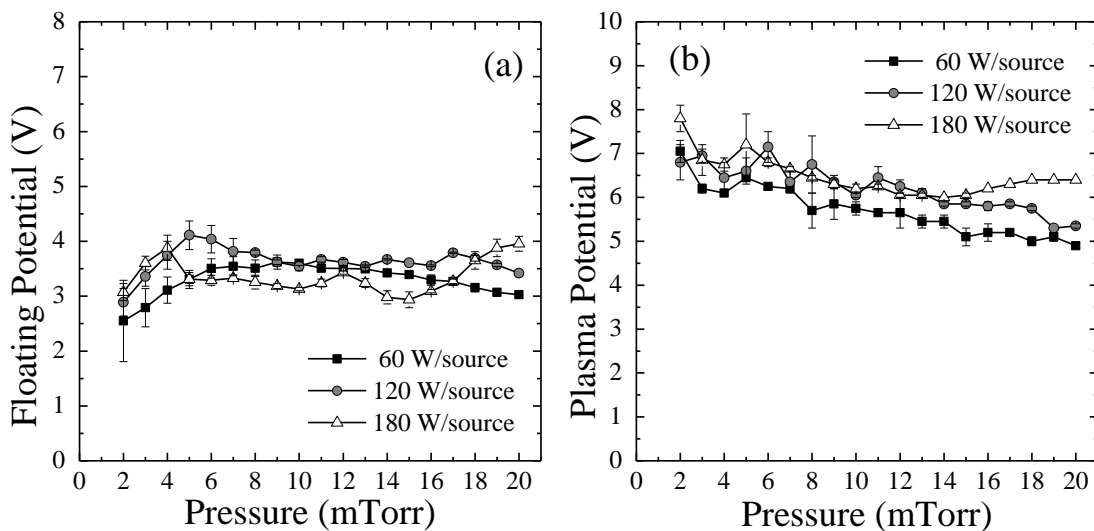 (a)
Floating Potential (V)
8
7
6
5
4
3
2
1
0
60 W/source
120 W/source
180 W/source
0 2 4 6 8 10 12 14 16 18 20
Pressure (mTorr)
(b)
Plasma Potential (V)
10
9
8
7
6
5
4
3
2
1
0
60 W/source
120 W/source
180 W/source
0 2 4 6 8 10 12 14 16 18 20
Pressure (mTorr)